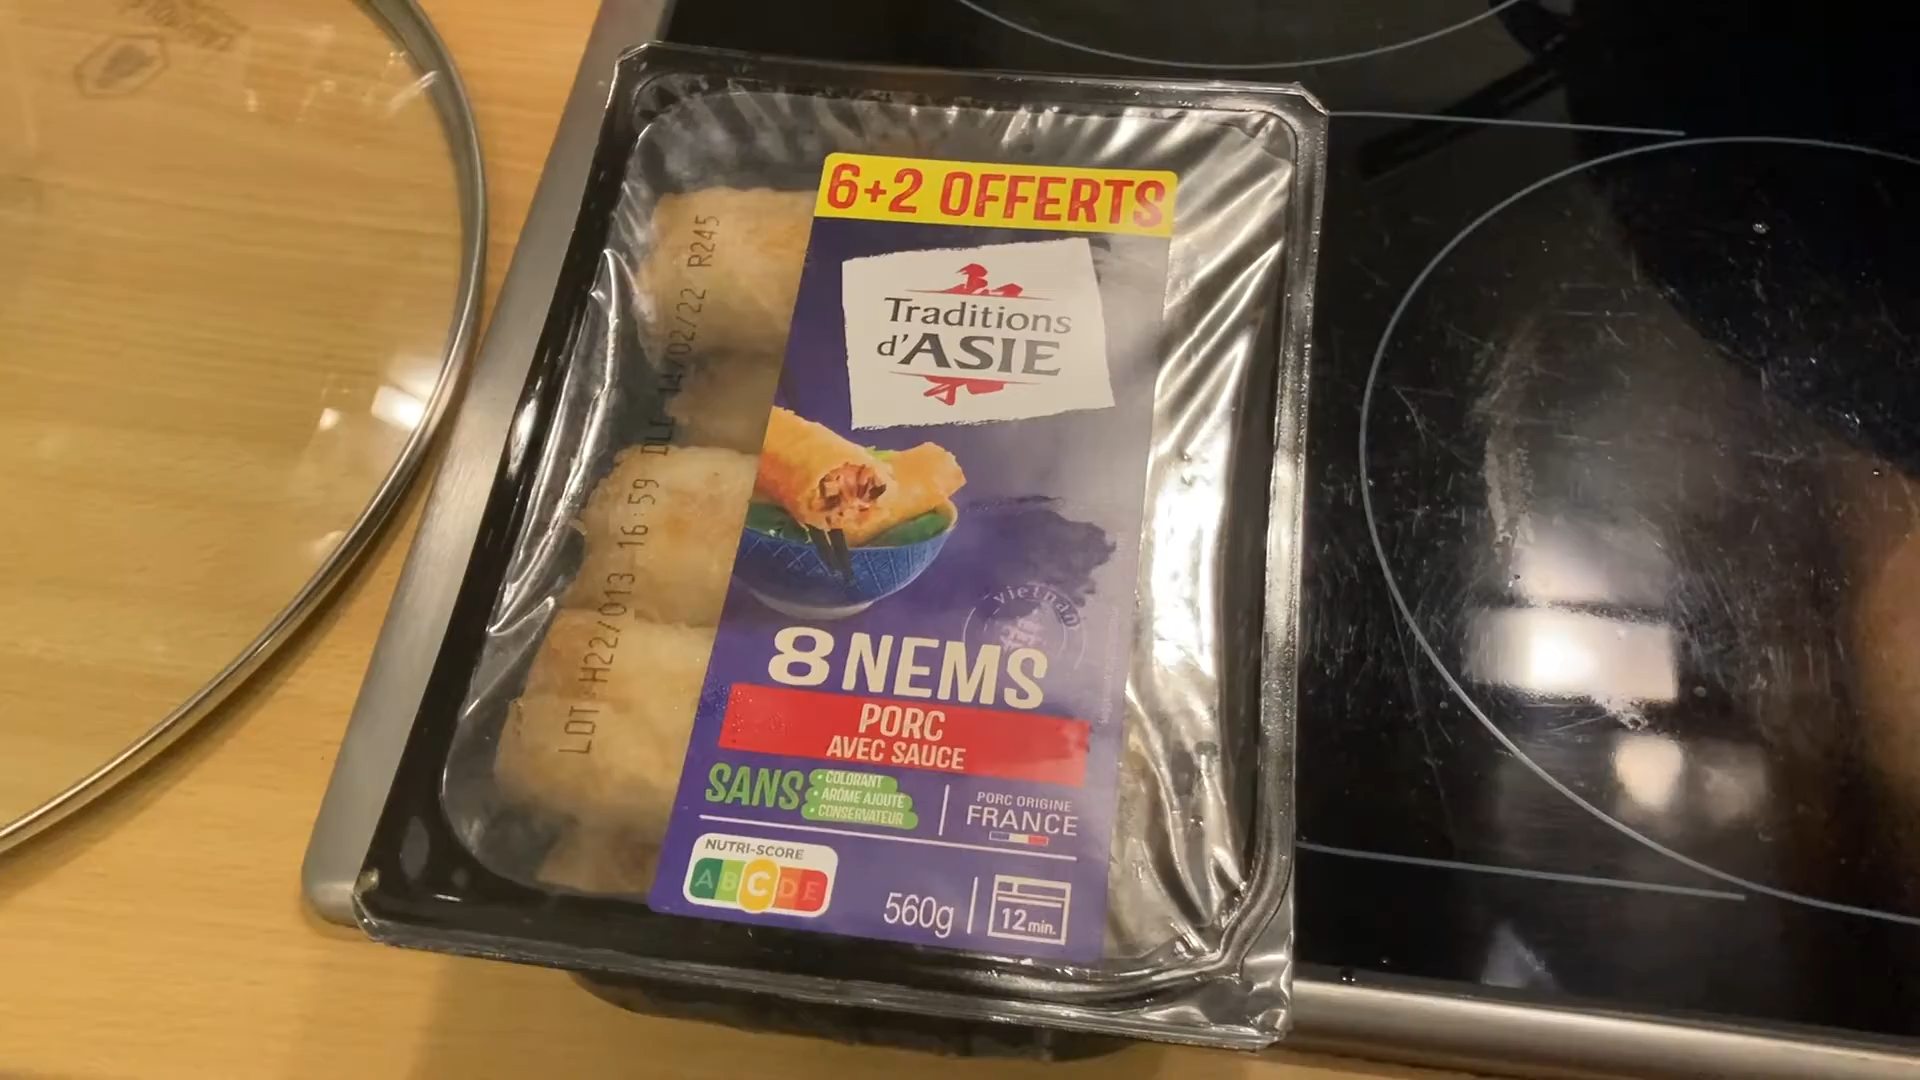 6+2 OFFERTS
Traditions
d'ASIE
vietnam
8 NEMS
PORC
AVEC SAUCE
SANS
• COLORANT
• ARÔME AJOUTÉ
• CONSERVATEUR
PORC ORIGINE
FRANCE
NUTRI-SCORE
A B C D E
560g
12 min.
LOT H22/013 16:59 DLC 14/02/22 R245